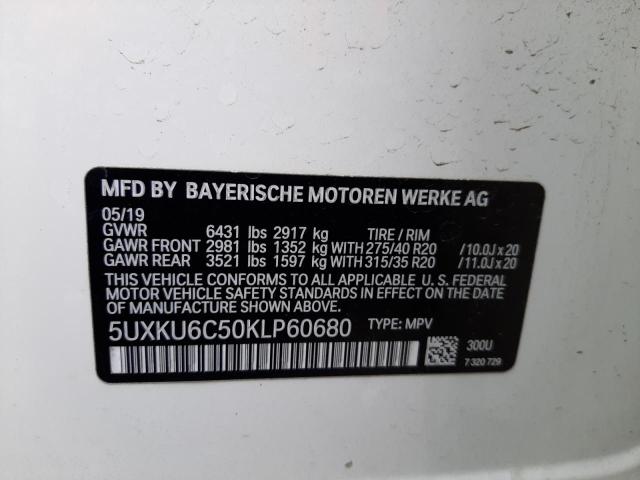 MFD BY BAYERISCHE MOTOREN WERKE AG
05/19
GVWR 6431 lbs 2917 kg TIRE / RIM
GAWR FRONT 2981 lbs 1352 kg WITH 275/40 R20 /10.0J x 20
GAWR REAR 3521 lbs 1597 kg WITH 315/35 R20 /11.0J x 20
THIS VEHICLE CONFORMS TO ALL APPLICABLE U. S. FEDERAL
MOTOR VEHICLE SAFETY STANDARDS IN EFFECT ON THE DATE
OF MANUFACTURE SHOWN ABOVE.
5UXKU6C50KLP60680 TYPE: MPV
300U
7 320 729